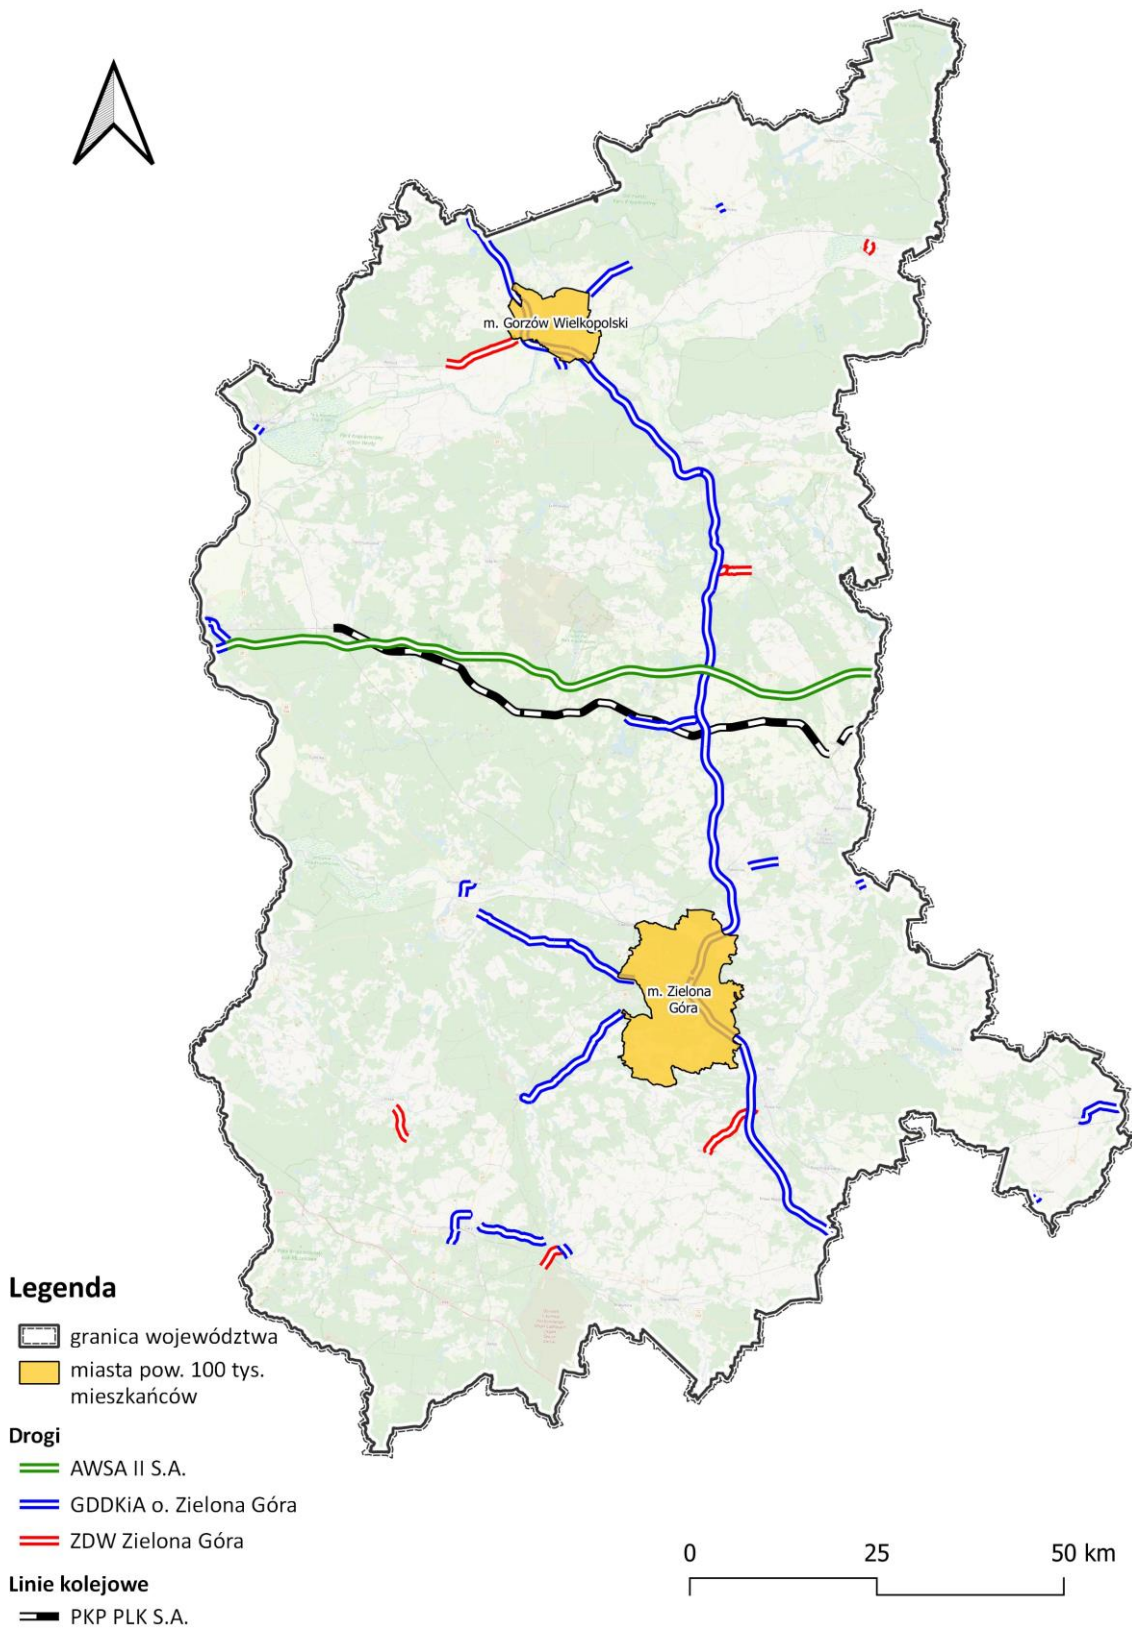 m. Gorzów Wielkopolski
m. Zielona
Góra
Legenda
granica województwa
miasta pow. 100 tys.
mieszkańców
Drogi
AWSA II S.A.
GDDKiA o. Zielona Góra
ZDW Zielona Góra
Linie kolejowe
PKP PLK S.A.
0 25 50 km